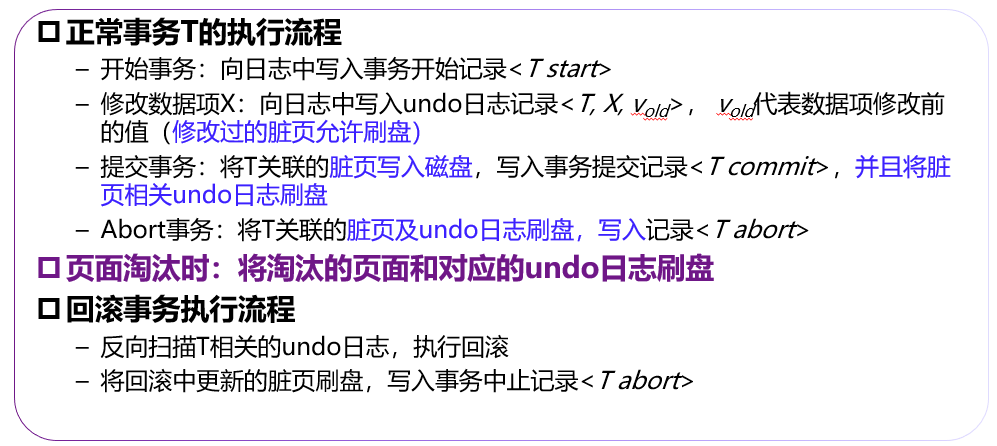 正常事务T的执行流程
– 开始事务：向日志中写入事务开始记录<T start>
– 修改数据项X：向日志中写入undo日志记录<T, X, vold>， vold代表数据项修改前
的值（修改过的脏页允许刷盘）
– 提交事务：将T关联的脏页写入磁盘，写入事务提交记录<T commit>，并且将脏
页相关undo日志刷盘
– Abort事务：将T关联的脏页及undo日志刷盘，写入记录<T abort>
页面淘汰时：将淘汰的页面和对应的undo日志刷盘
回滚事务执行流程
– 反向扫描T相关的undo日志，执行回滚
– 将回滚中更新的脏页刷盘，写入事务中止记录<T abort>